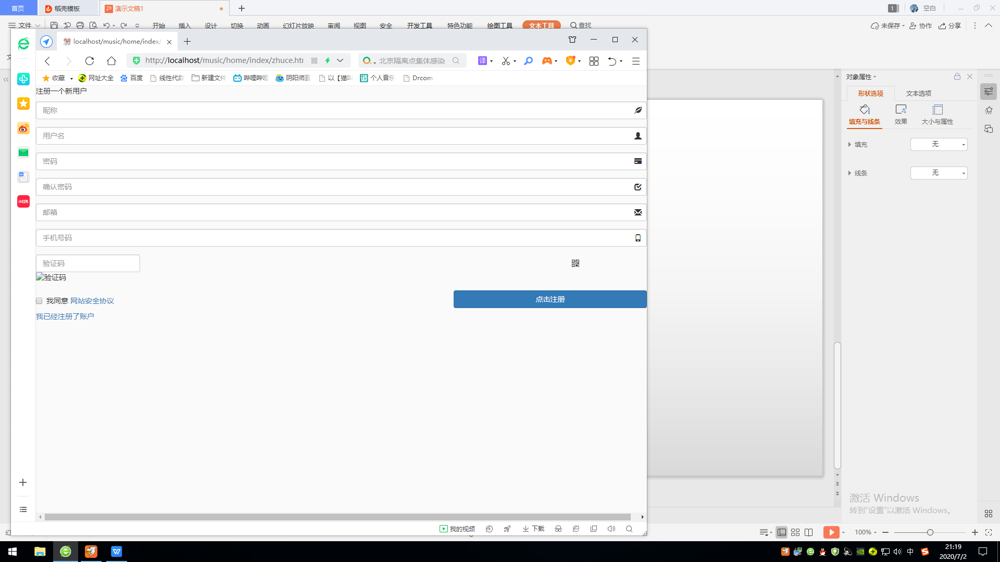 首页
稻壳模板
演示文稿1
1
空白
文件
开始
插入
设计
切换
动画
幻灯片放映
审阅
视图
安全
开发工具
特色功能
绘图工具
文本工具
查找
未保存
协作
分享
localhost/music/home/index/
http://localhost/music/home/index/zhuce.htm
北京隔离点集体感染
译
收藏
网址大全
百度
线性代数
新建文件
哔哩哔哩
阴阳师直
以【猫叫
个人音乐
Drcom
注册一个新用户
昵称
用户名
密码
确认密码
邮箱
手机号码
验证码
验证码
我同意 网站安全协议
点击注册
我已经注册了账户
小红书
对象属性
形状选项
文本选项
填充与线条
效果
大小与属性
填充
无
线条
无
激活 Windows
转到“设置”以激活 Windows。
我的视频
下载
幻
100%
中
21:19
2020/7/2